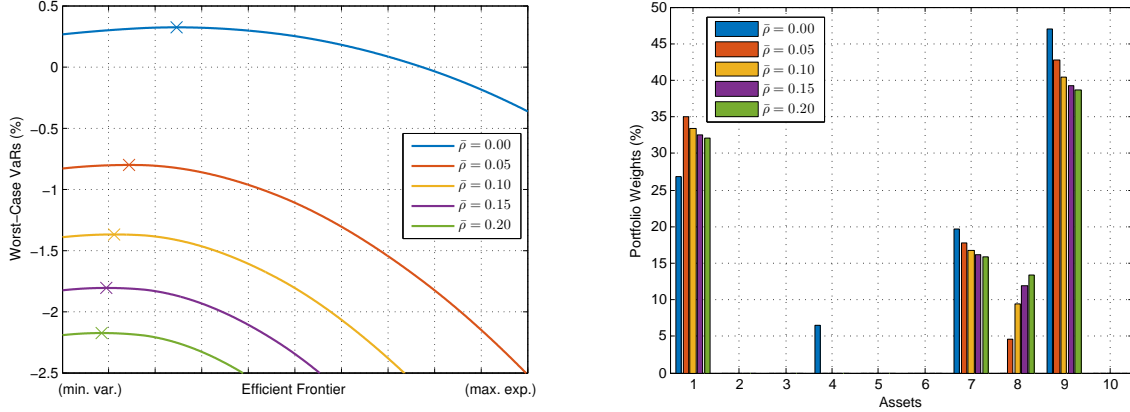 0.5
0
−0.5
−1
−1.5
−2
−2.5
Worst−Case VaRs (%)
(min. var.)
Efficient Frontier
(max. exp.)
ρ̄ = 0.00
ρ̄ = 0.05
ρ̄ = 0.10
ρ̄ = 0.15
ρ̄ = 0.20
50
45
40
35
30
25
20
15
10
5
0
Portfolio Weights (%)
1 2 3 4 5 6 7 8 9 10
Assets
ρ̄ = 0.00
ρ̄ = 0.05
ρ̄ = 0.10
ρ̄ = 0.15
ρ̄ = 0.20